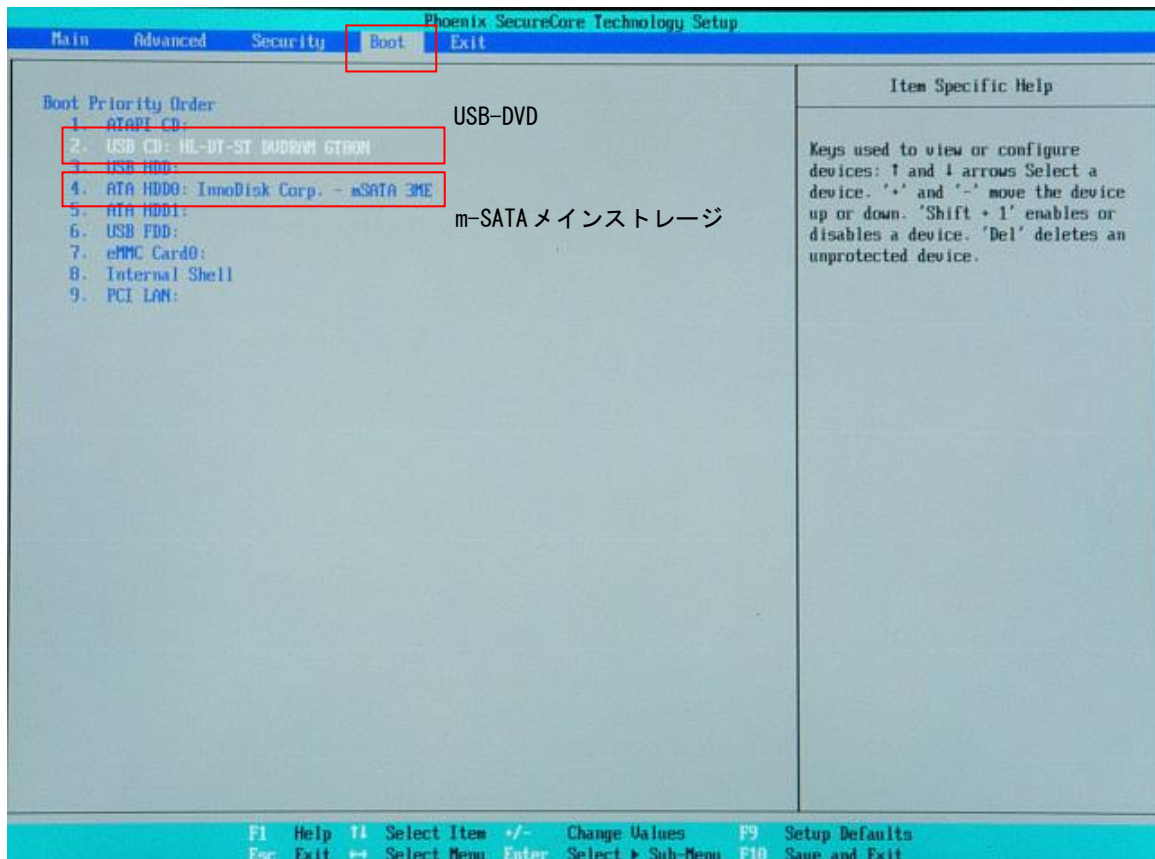 Phoenix SecureCore Technology Setup
Main Advanced Security Boot Exit
Boot Priority Order
1. ATAPI CD:
2. USB CD: HL-DT-ST DVDRAM GT80N
3. USB HDD:
4. ATA HDD0: InnoDisk Corp. - mSATA 3ME
5. ATA HDD1:
6. USB FDD:
7. eMMC Card0:
8. Internal Shell
9. PCI LAN:
USB-DVD
m-SATAメインストレージ
Item Specific Help
Keys used to view or configure
devices: ↑ and ↓ arrows Select a
device. '+' and '-' move the device
up or down. 'Shift + 1' enables or
disables a device. 'Del' deletes an
unprotected device.
F1 Help ↑↓ Select Item +/- Change Values F9 Setup Defaults
Esc Exit ↔ Select Menu Enter Select ▶ Sub-Menu F10 Save and Exit